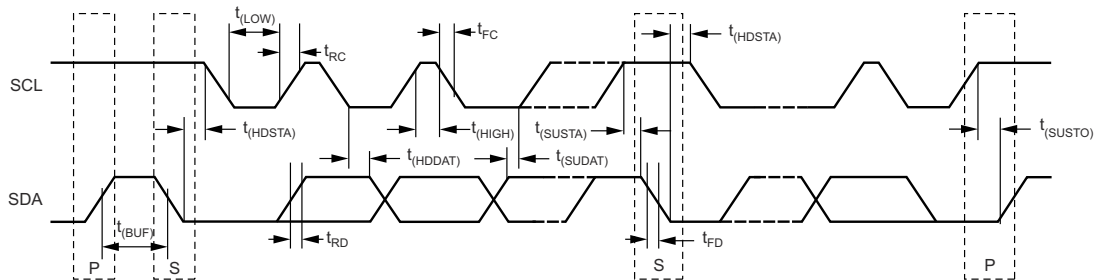 t(LOW)
tFC
t(HDSTA)
tRC
SCL
t(HDSTA)
t(HIGH)
t(SUSTA)
t(SUSTO)
t(HDDAT)
t(SUDAT)
SDA
t(BUF)
tRD
tFD
P
S
S
P